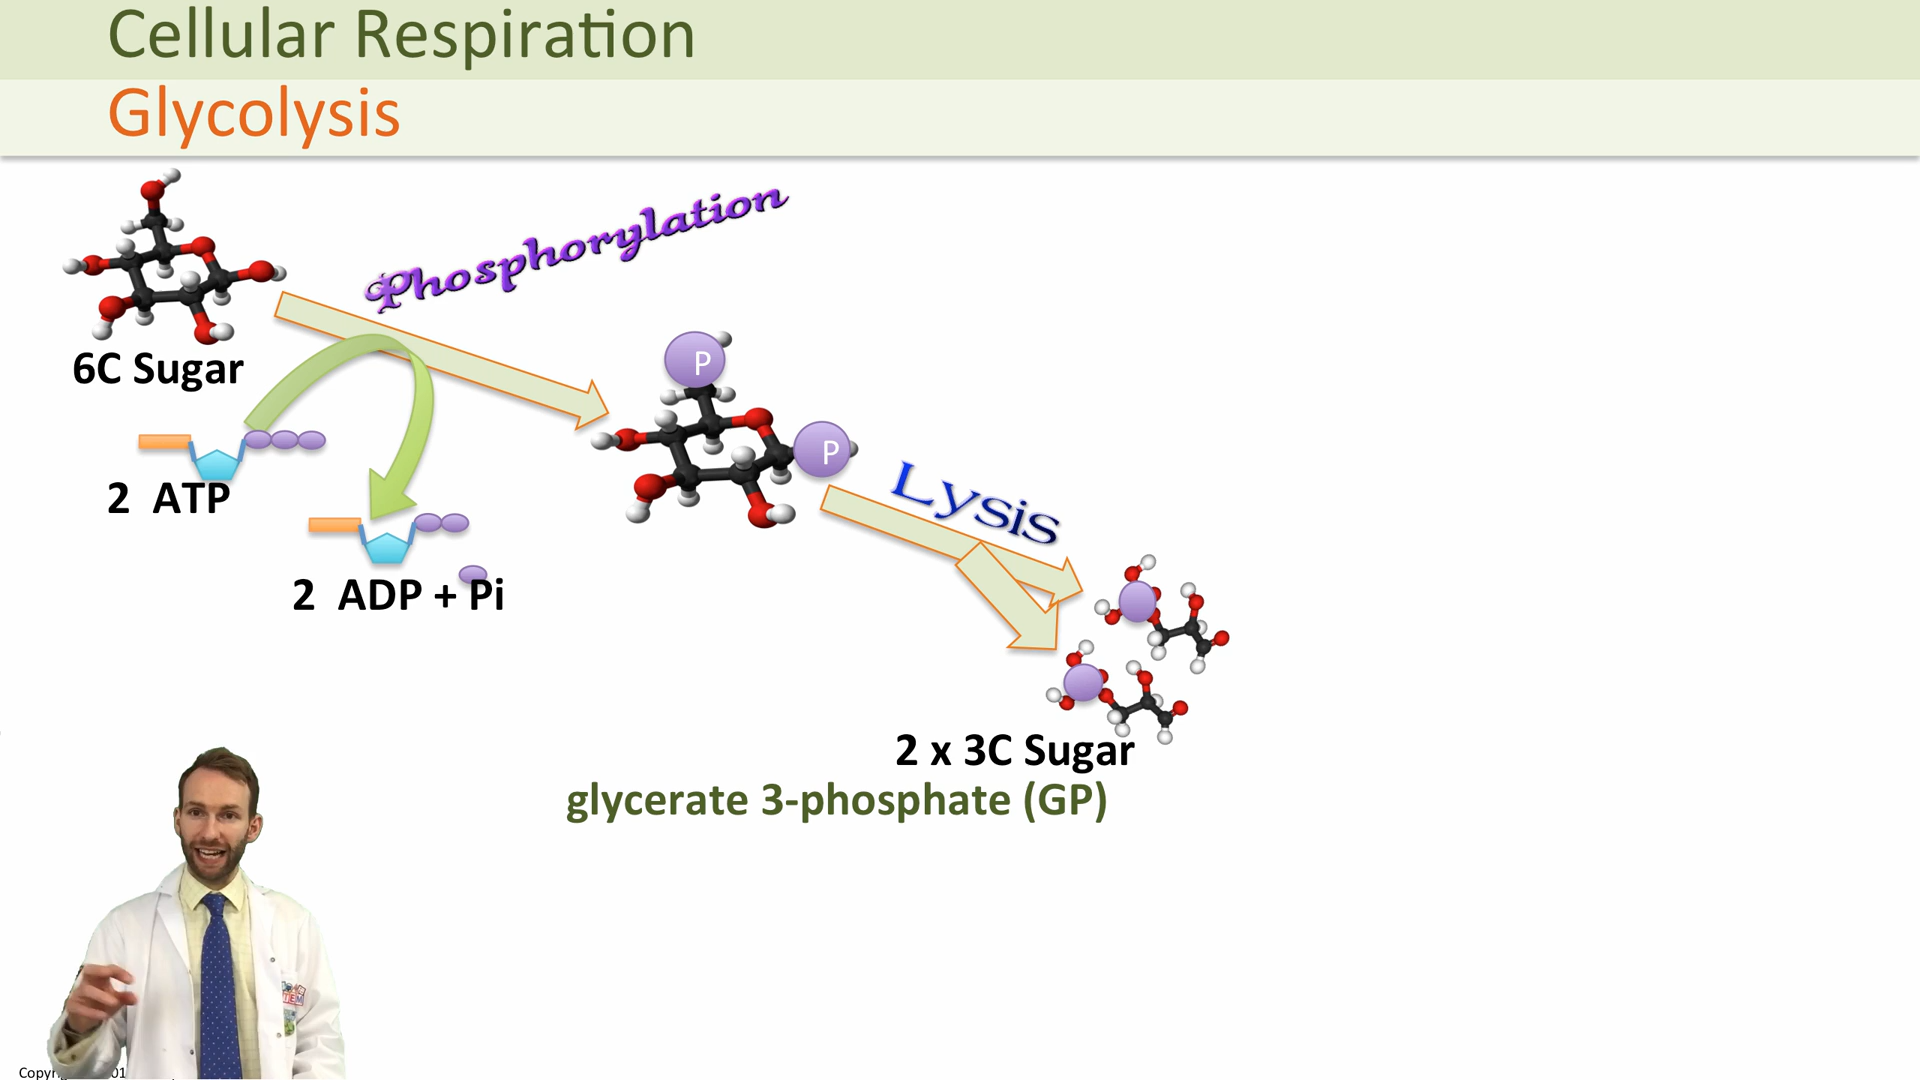 Cellular Respiration
Glycolysis
Phosphorylation
6C Sugar
P
P
2 ATP
Lysis
2 ADP + Pi
2 x 3C Sugar
glycerate 3-phosphate (GP)